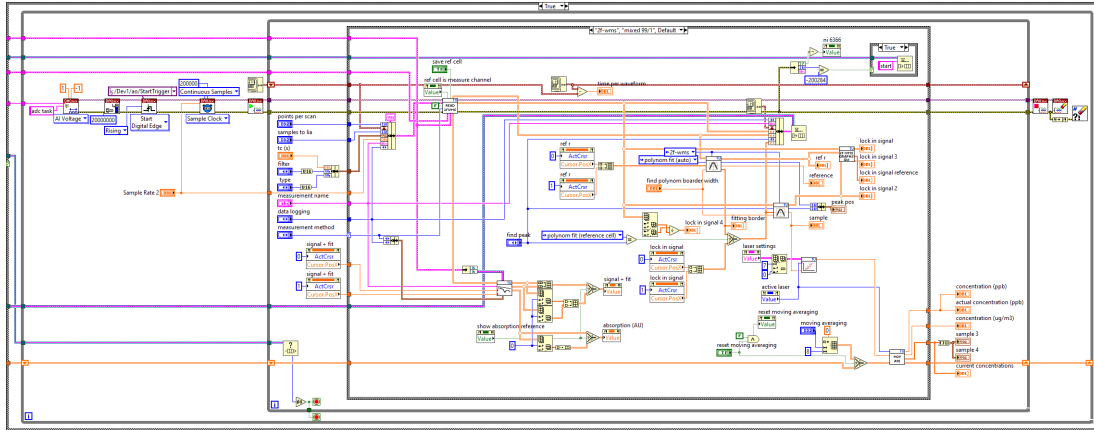 True
"2f-wms", "mixed 99/1", Default
ni 6366
True
start
save ref cell
ref cell is measure channel
Value
time per waveform
-200284
1
-1
/Dev1/ao/StartTrigger
200000
Continuous Samples
adc task
AI Voltage
20000000
Rising
Start
Digital Edge
Sample Clock
points per scan
samples to lia
tc (s)
filter
type
Sample Rate 2
measurement name
data logging
measurement method
signal + fit
ActCrsr
Cursor.PosX
signal + fit
ActCrsr
Cursor.PosX
ref r
ActCrsr
Cursor.PosX
ref r
ActCrsr
Cursor.PosX
2f-wms
polynom fit (auto)
find polynom boarder width
ref r
reference
lock in signal
lock in signal 3
lock in signal reference
lock in signal 2
peak pos
sample
lock in signal 4
fitting border
find peak
polynom fit (reference cell)
lock in signal
ActCrsr
Cursor.PosX
lock in signal
ActCrsr
Cursor.PosX
laser settings
Value
active laser
Value
signal + fit
Value
show absorption reference
Value
absorption (AU)
Value
reset moving averaging
Value
moving averaging
reset moving averaging
concentration (ppb)
actual concentration (ppb)
concentration (ug/m3)
sample 3
sample 4
current concentrations
i
i